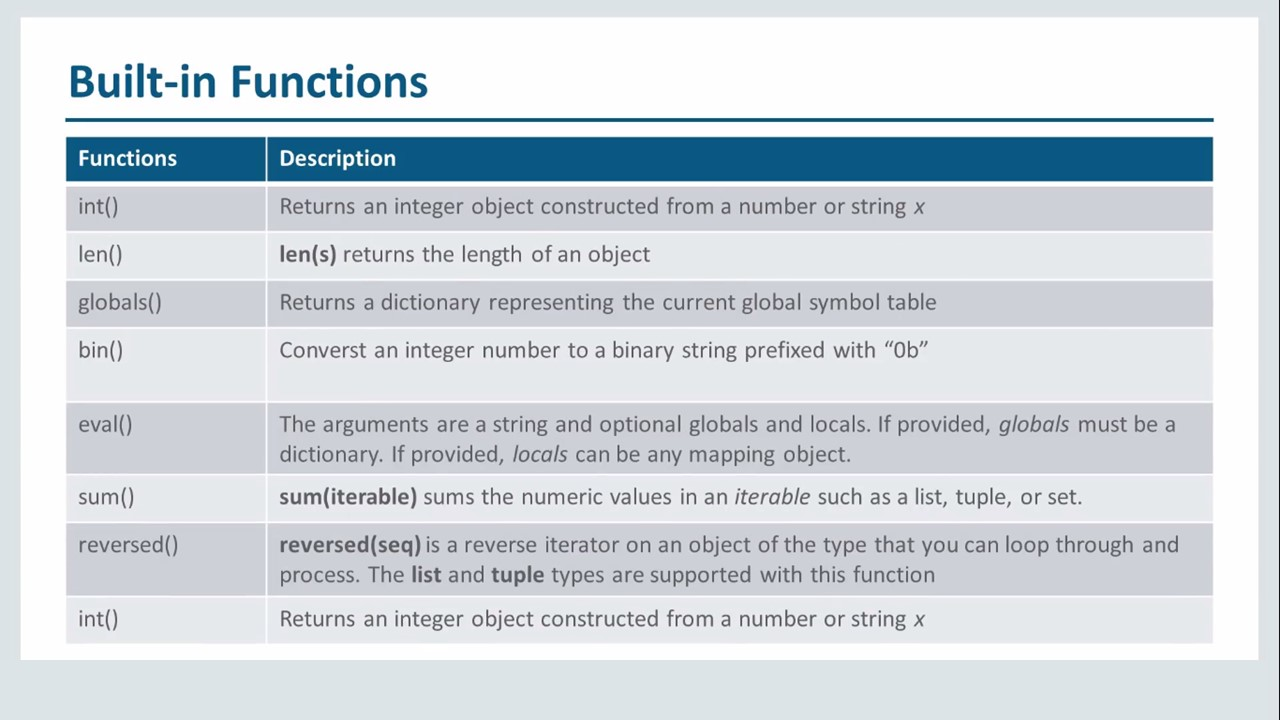 Built-in Functions
Functions Description
int() Returns an integer object constructed from a number or string x
len() len(s) returns the length of an object
globals() Returns a dictionary representing the current global symbol table
bin() Converst an integer number to a binary string prefixed with “0b”
eval() The arguments are a string and optional globals and locals. If provided, globals must be a
dictionary. If provided, locals can be any mapping object.
sum() sum(iterable) sums the numeric values in an iterable such as a list, tuple, or set.
reversed() reversed(seq) is a reverse iterator on an object of the type that you can loop through and
process. The list and tuple types are supported with this function
int() Returns an integer object constructed from a number or string x